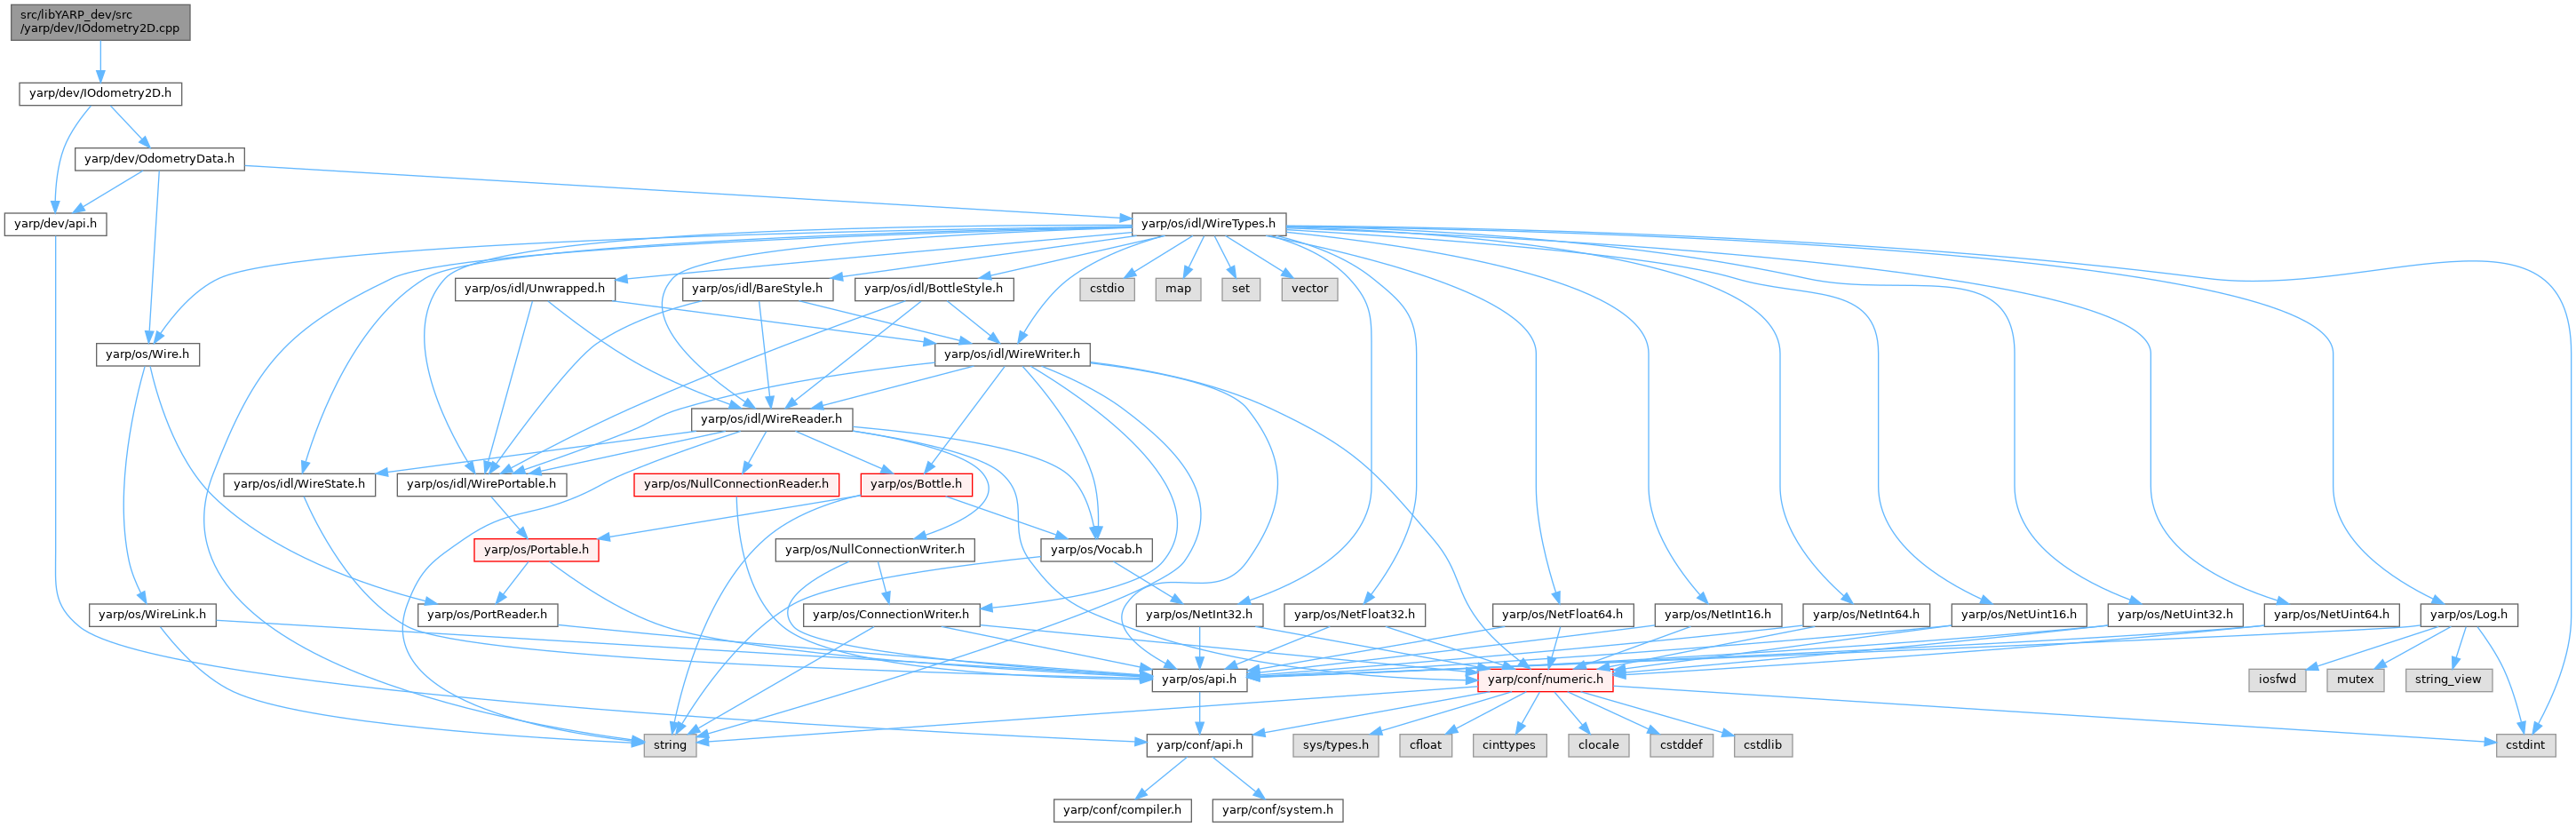 src/libYARP_dev/src
/yarp/dev/IOdometry2D.cpp
yarp/dev/IOdometry2D.h
yarp/dev/OdometryData.h
yarp/dev/api.h
yarp/os/idl/WireTypes.h
yarp/os/idl/Unwrapped.h
yarp/os/idl/BareStyle.h
yarp/os/idl/BottleStyle.h
cstdio
map
set
vector
yarp/os/Wire.h
yarp/os/idl/WireWriter.h
yarp/os/idl/WireReader.h
yarp/os/idl/WireState.h
yarp/os/idl/WirePortable.h
yarp/os/NullConnectionReader.h
yarp/os/Bottle.h
yarp/os/Portable.h
yarp/os/NullConnectionWriter.h
yarp/os/Vocab.h
yarp/os/WireLink.h
yarp/os/PortReader.h
yarp/os/ConnectionWriter.h
yarp/os/NetInt32.h
yarp/os/NetFloat32.h
yarp/os/NetFloat64.h
yarp/os/NetInt16.h
yarp/os/NetInt64.h
yarp/os/NetUint16.h
yarp/os/NetUint32.h
yarp/os/NetUint64.h
yarp/os/Log.h
yarp/os/api.h
yarp/conf/numeric.h
iosfwd
mutex
string_view
string
yarp/conf/api.h
sys/types.h
cfloat
cinttypes
clocale
cstddef
cstdlib
cstdint
yarp/conf/compiler.h
yarp/conf/system.h